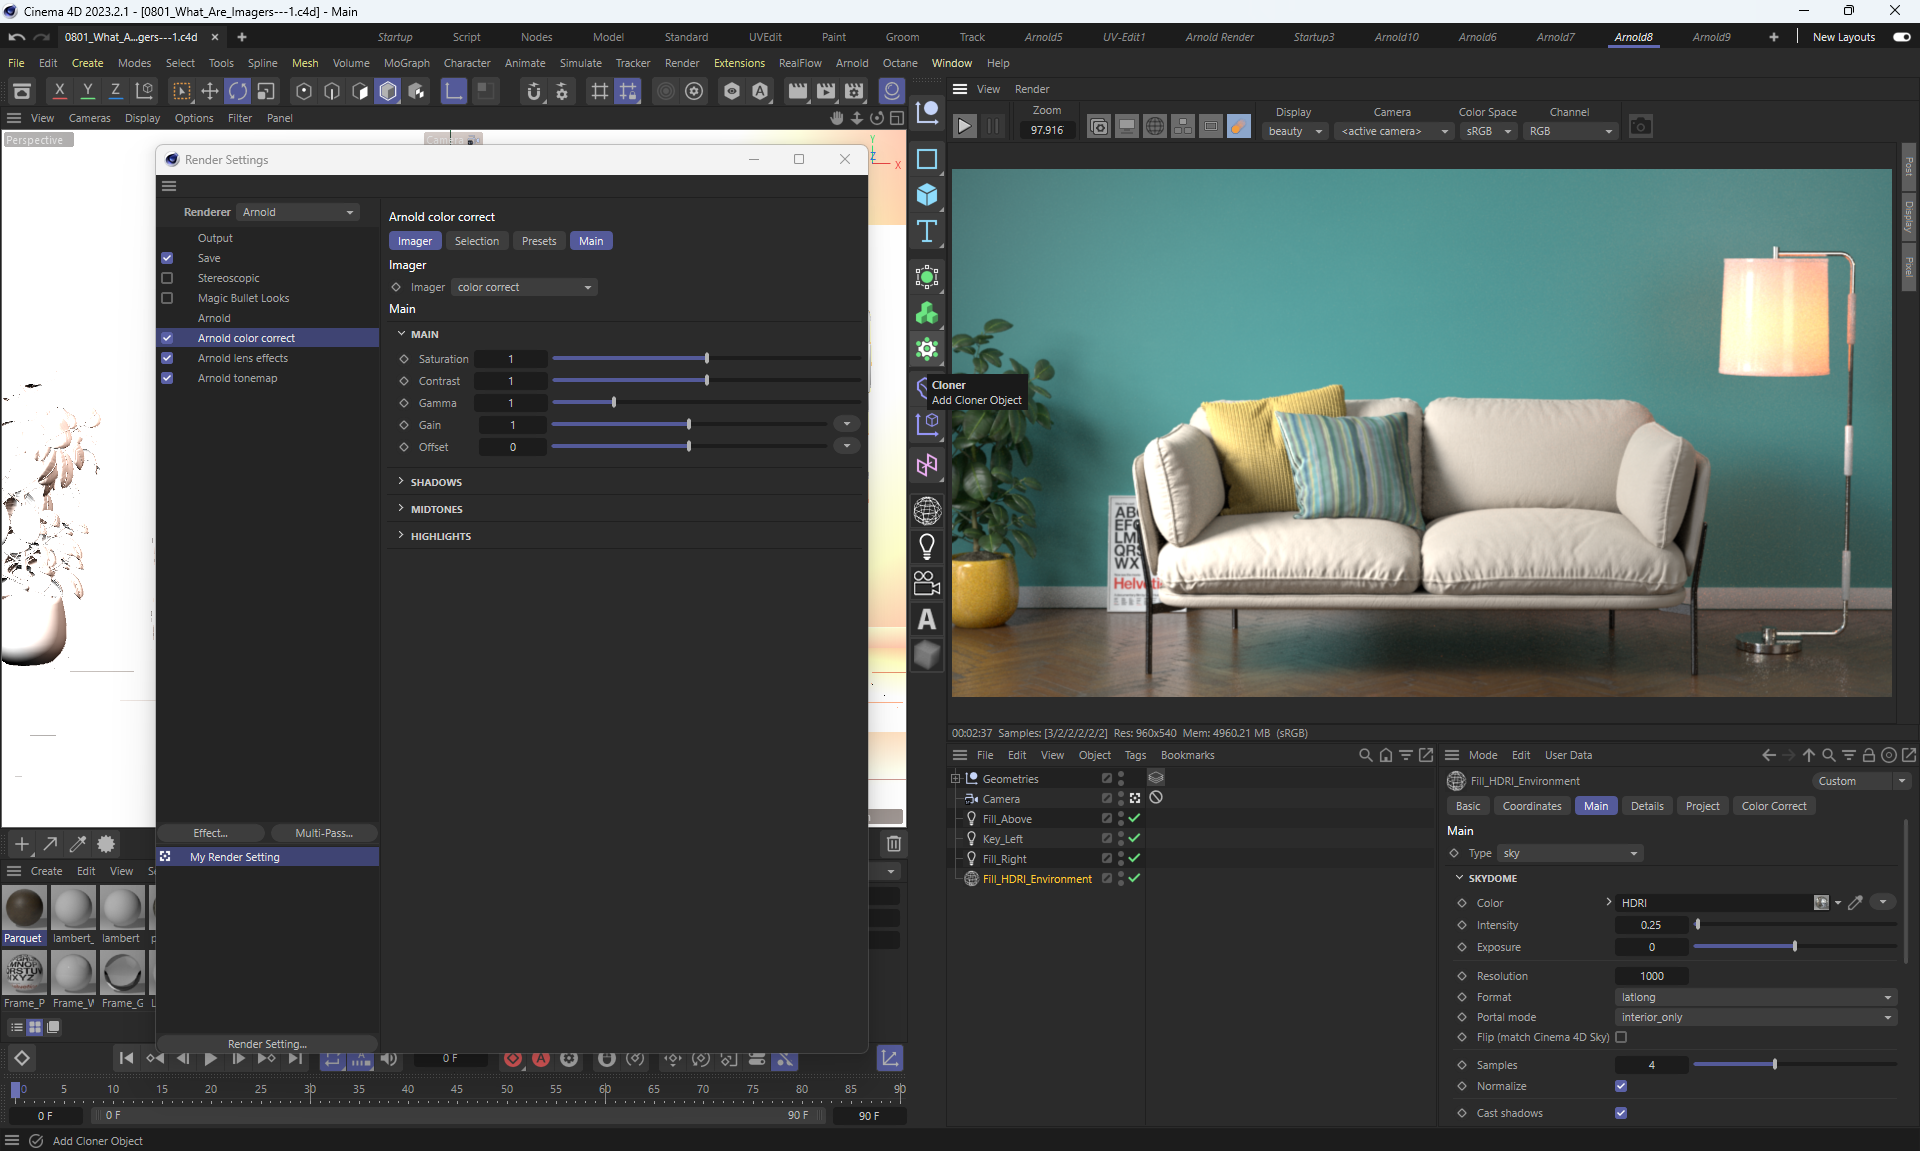 Cinema 4D 2023.2.1 - [0801_What_Are_Imagers---1.c4d] - Main
0801_What_A...gers---1.c4d
Startup Script Nodes Model Standard UVEdit Paint Groom Track Arnold5 UV-Edit1 Arnold Render Startup3 Arnold10 Arnold6 Arnold7 Arnold8 Arnold9 New Layouts
File Edit Create Modes Select Tools Spline Mesh Volume MoGraph Character Animate Simulate Tracker Render Extensions RealFlow Arnold Octane Window Help
X Y Z
View Cameras Display Options Filter Panel
Perspective
Render Settings
Renderer Arnold
Output
Save
Stereoscopic
Magic Bullet Looks
Arnold
Arnold color correct
Arnold lens effects
Arnold tonemap
Effect... Multi-Pass...
My Render Setting
Render Setting...
Arnold color correct
Imager Selection Presets Main
Imager
Imager color correct
Main
MAIN
Saturation 1
Contrast 1
Gamma 1
Gain 1
Offset 0
SHADOWS
MIDTONES
HIGHLIGHTS
Y
Z
X
Cloner
Add Cloner Object
View Render
Zoom Display Camera Color Space Channel
97.916 beauty <active camera> sRGB RGB
Post
Display
Pixel
Helvetica
00:02:37 Samples: [3/2/2/2/2/2] Res: 960x540 Mem: 4960.21 MB (sRGB)
File Edit View Object Tags Bookmarks
Geometries
Camera
Fill_Above
Key_Left
Fill_Right
Fill_HDRI_Environment
Mode Edit User Data
Fill_HDRI_Environment Custom
Basic Coordinates Main Details Project Color Correct
Main
Type sky
SKYDOME
Color HDRI
Intensity 0.25
Exposure 0
Resolution 1000
Format latlong
Portal mode interior_only
Flip (match Cinema 4D Sky)
Samples 4
Normalize
Cast shadows
Create Edit View
Parquet lambert_ lambert
Frame_P Frame_W Frame_G
0 F
0 5 10 15 20 25 30 35 40 45 50 55 60 65 70 75 80 85 90
0 F 0 F 90 F 90 F
Add Cloner Object